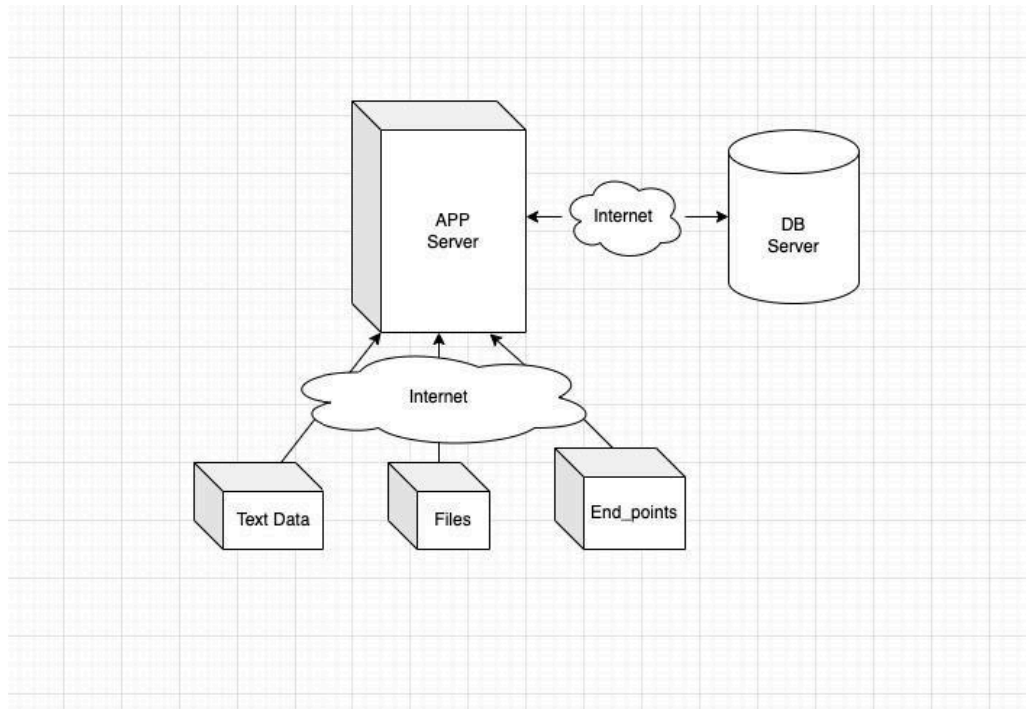 APP
Server
Internet
DB
Server
Internet
Text Data
Files
End_points